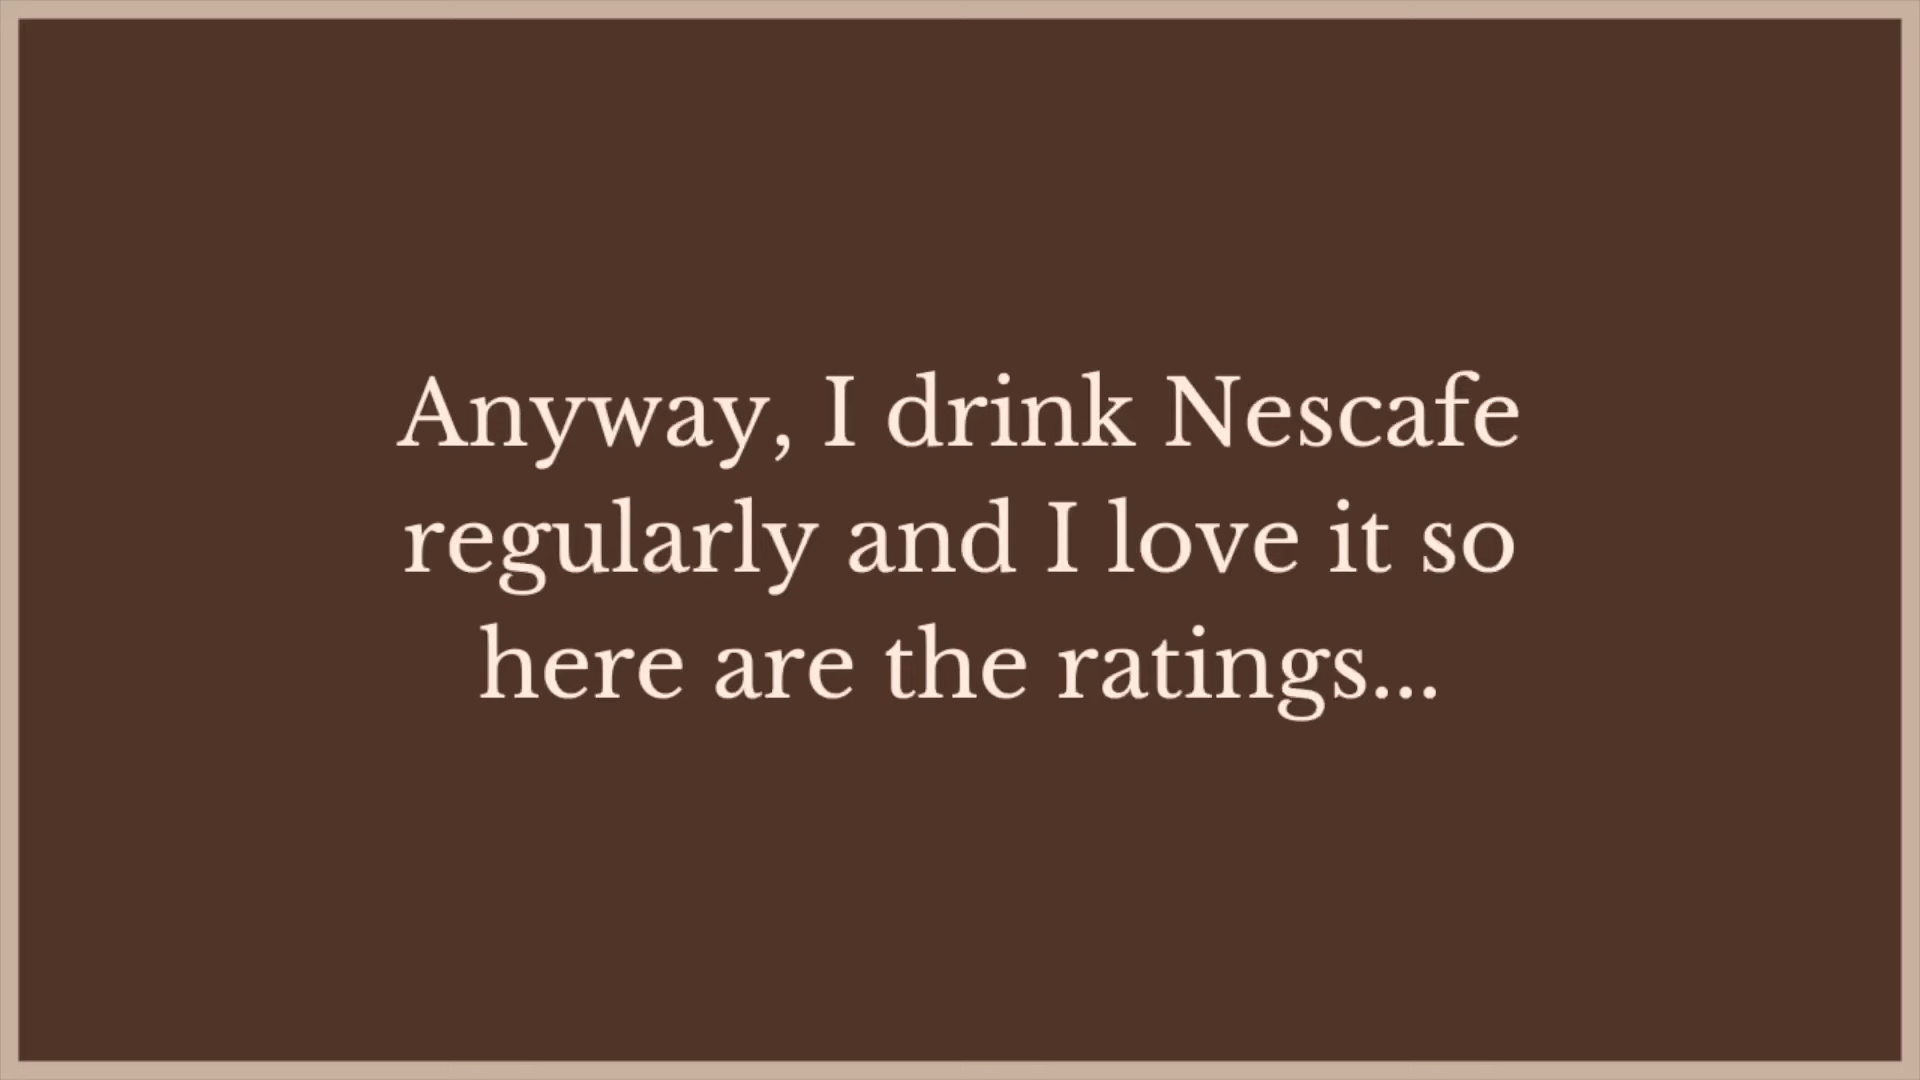 Anyway, I drink Nescafe
regularly and I love it so
here are the ratings...